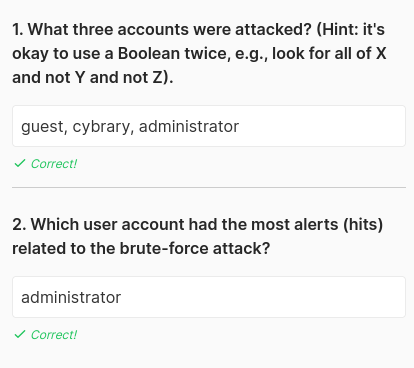 1. What three accounts were attacked? (Hint: it's
okay to use a Boolean twice, e.g., look for all of X
and not Y and not Z).
guest, cybrary, administrator
Correct!
2. Which user account had the most alerts (hits)
related to the brute-force attack?
administrator
Correct!